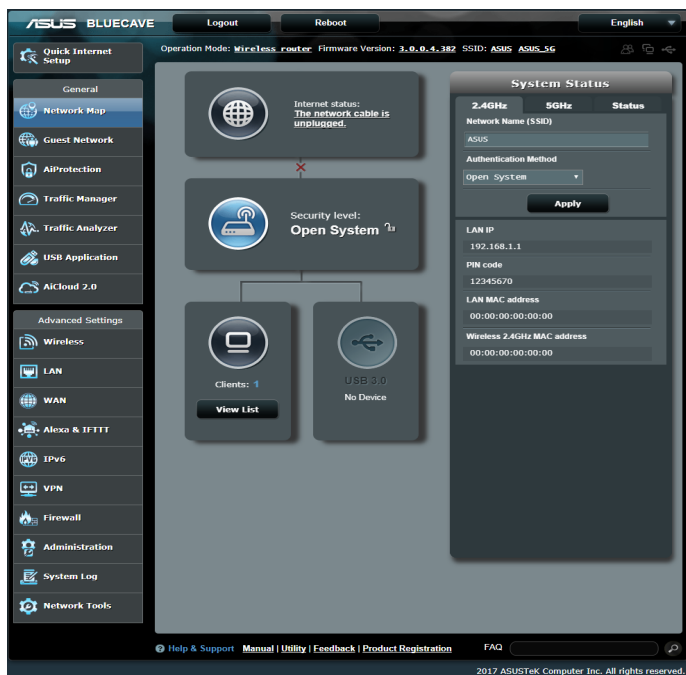 ASUS BLUECAVE
Logout
Reboot
English
Quick Internet
Setup
Operation Mode: Wireless router Firmware Version: 3.0.0.4.382 SSID: ASUS ASUS_5G
General
Network Map
Guest Network
AiProtection
Traffic Manager
Traffic Analyzer
USB Application
AiCloud 2.0
Advanced Settings
Wireless
LAN
WAN
Alexa & IFTTT
IPv6
VPN
Firewall
Administration
System Log
Network Tools
Internet status:
The network cable is
unplugged.
Security level:
Open System
Clients: 1
View List
USB 3.0
No Device
System Status
2.4GHz
5GHz
Status
Network Name (SSID)
ASUS
Authentication Method
Open System
Apply
LAN IP
192.168.1.1
PIN code
12345670
LAN MAC address
00:00:00:00:00:00
Wireless 2.4GHz MAC address
00:00:00:00:00:00
Help & Support Manual | Utility | Feedback | Product Registration
FAQ
2017 ASUSTeK Computer Inc. All rights reserved.